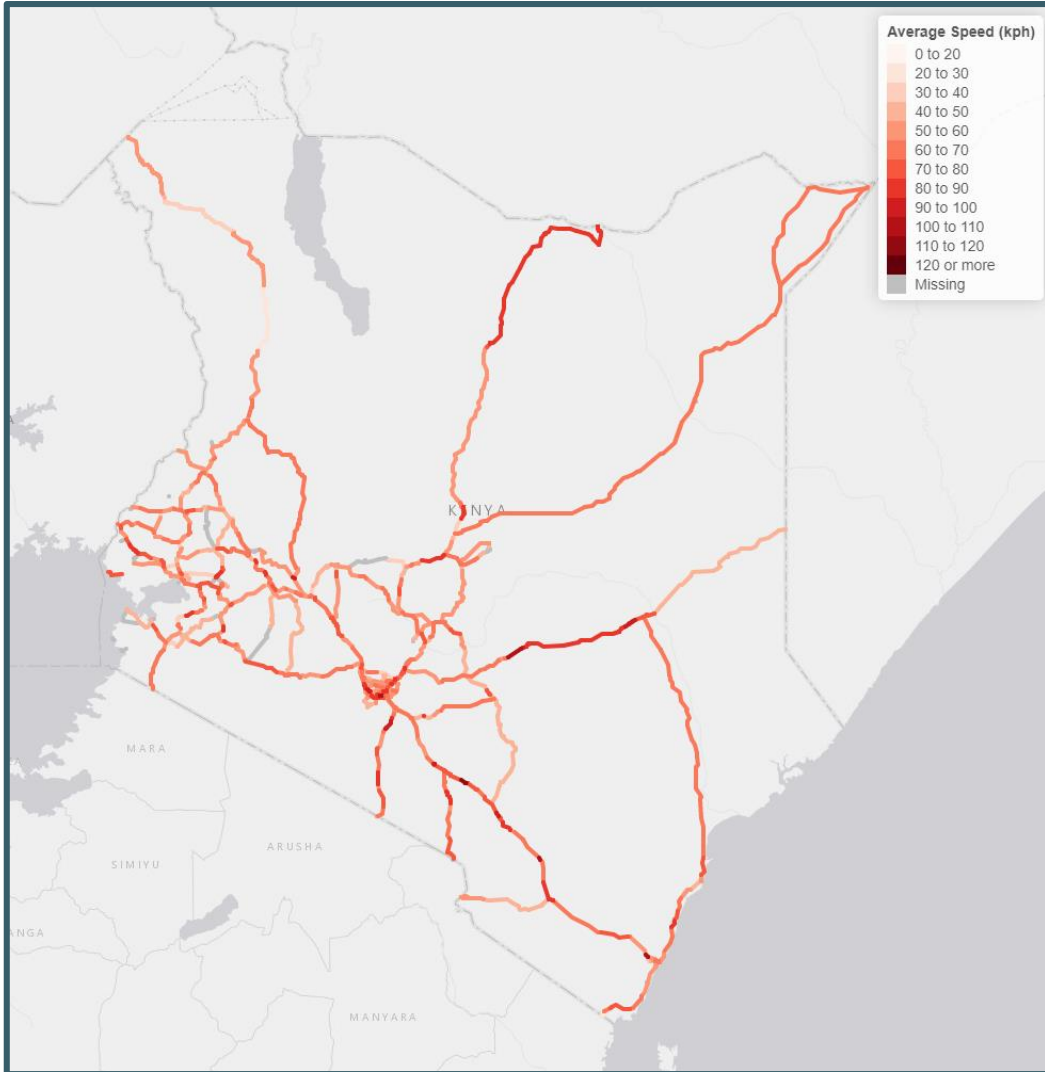 Average Speed (kph)
0 to 20
20 to 30
30 to 40
40 to 50
50 to 60
60 to 70
70 to 80
80 to 90
90 to 100
100 to 110
110 to 120
120 or more
Missing
KENYA
MARA
ARUSHA
SIMIYU
ANGA
MANYARA